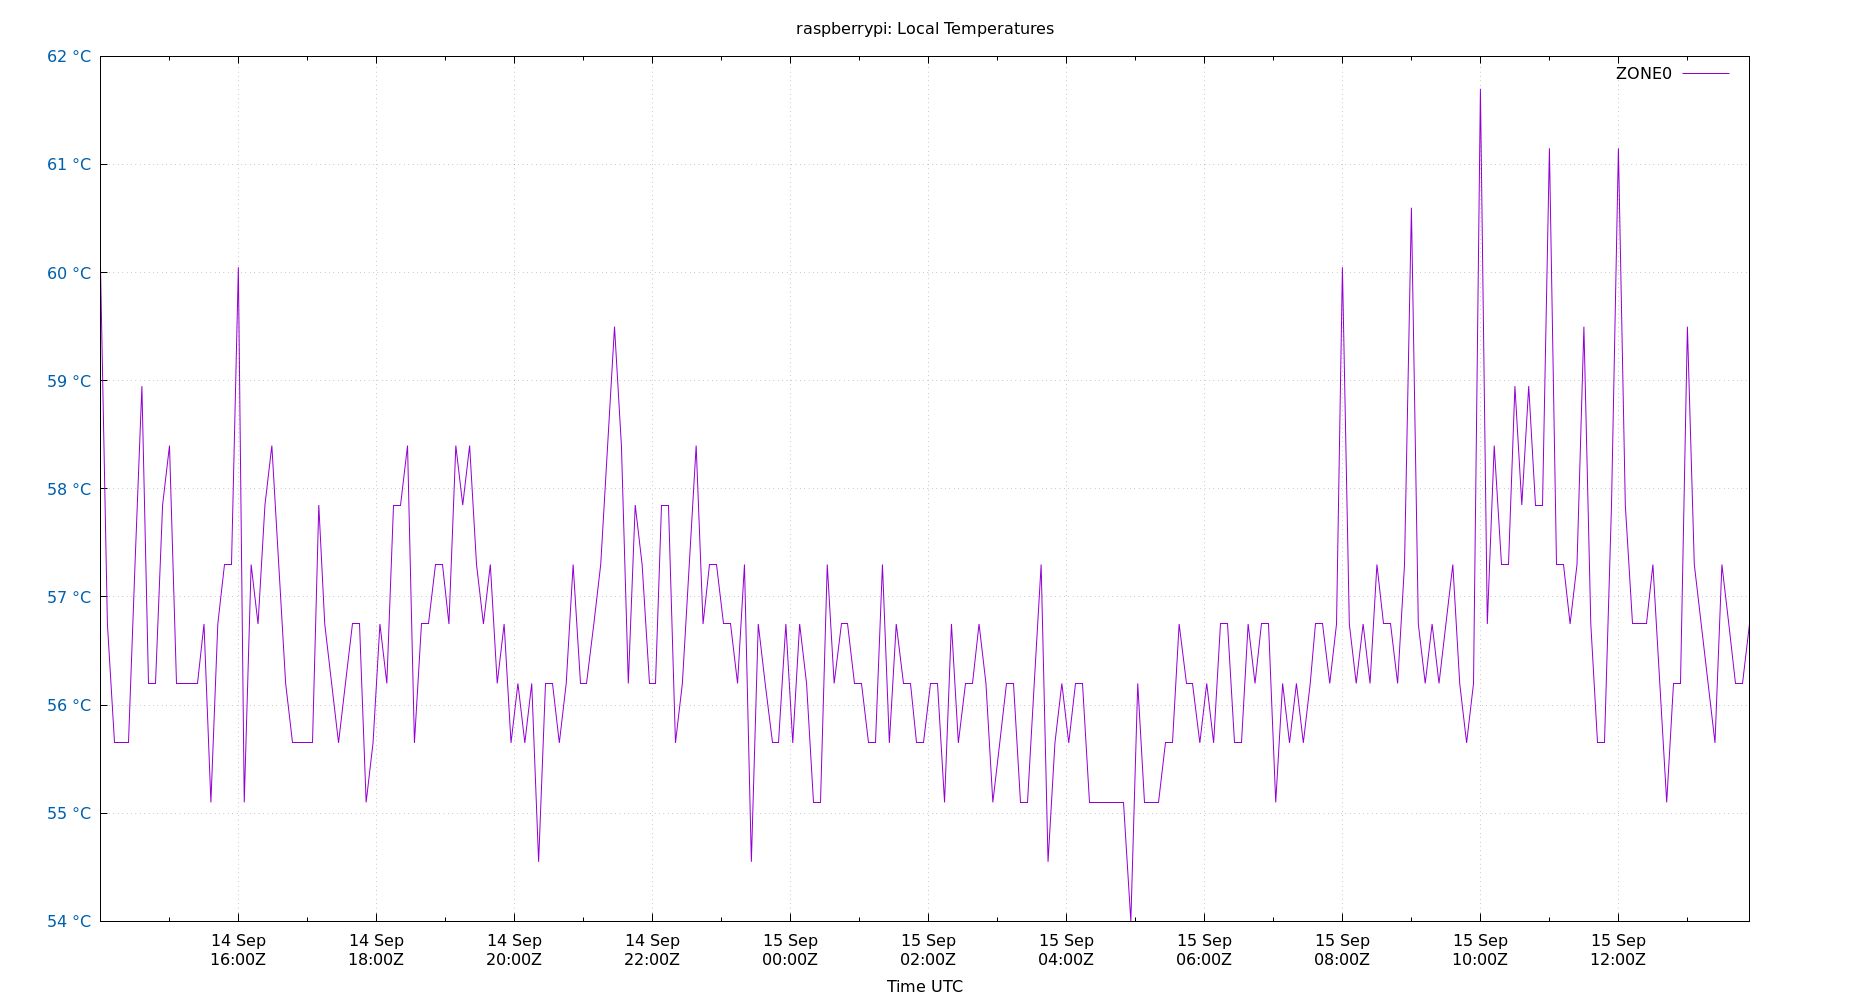 raspberrypi: Local Temperatures
62 °C
ZONE0
61 °C
60 °C
59 °C
58 °C
57 °C
56 °C
55 °C
54 °C
14 Sep 14 Sep 14 Sep 14 Sep 15 Sep 15 Sep 15 Sep 15 Sep 15 Sep 15 Sep 15 Sep
16:00Z 18:00Z 20:00Z 22:00Z 00:00Z 02:00Z 04:00Z 06:00Z 08:00Z 10:00Z 12:00Z
Time UTC